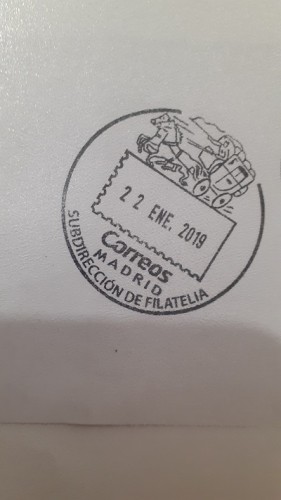 22 ENE. 2019
Correos
MADRID
SUBDIRECCIÓN DE FILATELIA